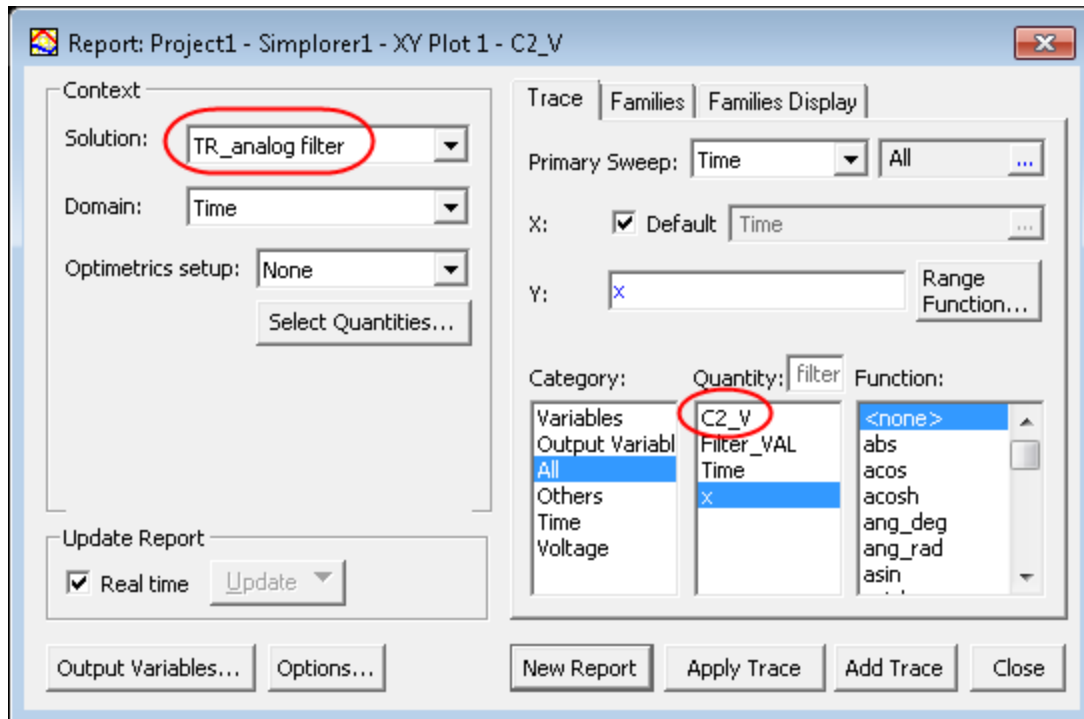 Report: Project1 - Simplorer1 - XY Plot 1 - C2_V
Context
Solution: TR_analog filter
Domain: Time
Optimetrics setup: None
Select Quantities...
Update Report
Real time Update
Output Variables... Options...
Trace Families Families Display
Primary Sweep: Time All ...
X: Default Time ...
Y: x Range
Function...
Category: Quantity: filter Function:
Variables
Output Variabl
All
Others
Time
Voltage
C2_V
Filter_VAL
Time
x
<none>
abs
acos
acosh
ang_deg
ang_rad
asin
New Report Apply Trace Add Trace Close